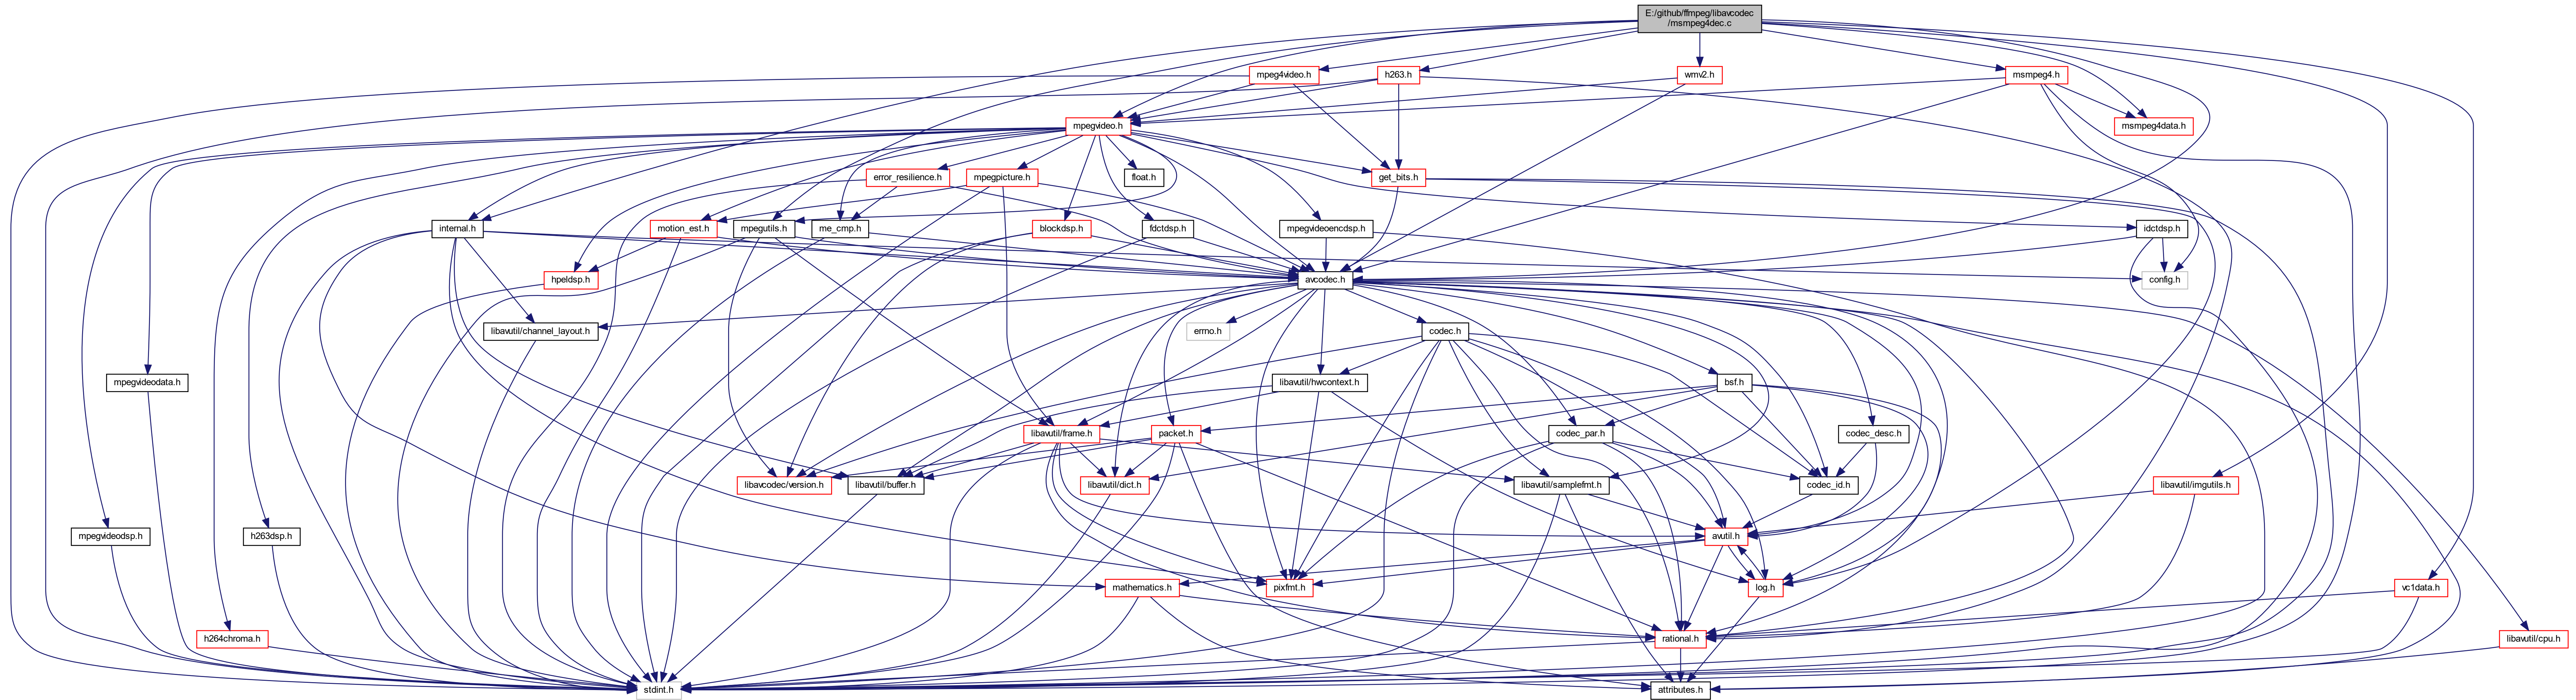 E:/github/ffmpeg/libavcodec
/msmpeg4dec.c
mpeg4video.h
h263.h
wmv2.h
msmpeg4.h
mpegvideo.h
msmpeg4data.h
error_resilience.h
mpegpicture.h
float.h
get_bits.h
internal.h
motion_est.h
mpegutils.h
me_cmp.h
blockdsp.h
fdctdsp.h
mpegvideoencdsp.h
idctdsp.h
hpeldsp.h
avcodec.h
config.h
libavutil/channel_layout.h
errno.h
codec.h
mpegvideodata.h
libavutil/hwcontext.h
bsf.h
libavutil/frame.h
packet.h
codec_par.h
codec_desc.h
libavcodec/version.h
libavutil/buffer.h
libavutil/dict.h
libavutil/samplefmt.h
codec_id.h
libavutil/imgutils.h
mpegvideodsp.h
h263dsp.h
avutil.h
mathematics.h
pixfmt.h
log.h
vc1data.h
h264chroma.h
rational.h
libavutil/cpu.h
stdint.h
attributes.h